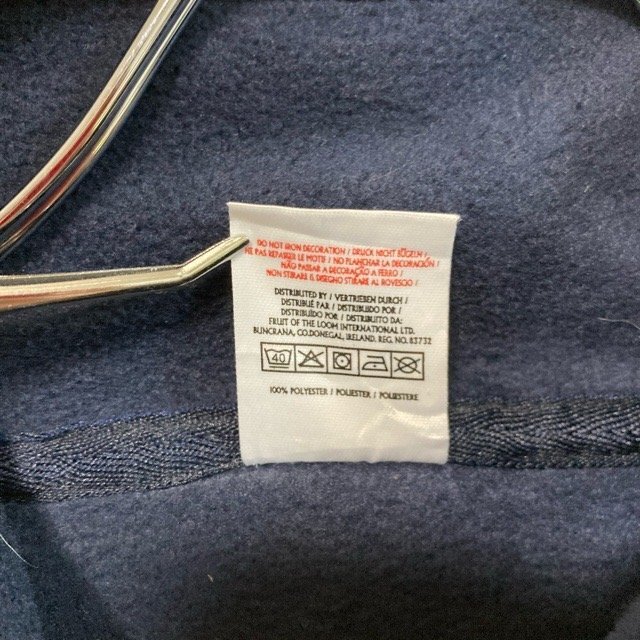 DO NOT IRON DECORATION / DRUCK NICHT BÜGELN /
NE PAS REPASSER LE MOTIF / NO PLANCHAR LA DECORACIÓN /
NÃO PASSAR A DECORAÇÃO A FERRO /
NON STIRARE IL DISEGNO STIRARE AL ROVESCIO
DISTRIBUTED BY / VERTRIEBEN DURCH /
DISTRIBUÉ PAR / DISTRIBUIDO POR /
DISTRIBUÍDO POR / DISTRIBUITO DA:
FRUIT OF THE LOOM INTERNATIONAL LTD.
BUNCRANA, CO.DONEGAL, IRELAND. REG. NO. 83732
40
100% POLYESTER / POLIESTER / POLIESTERE